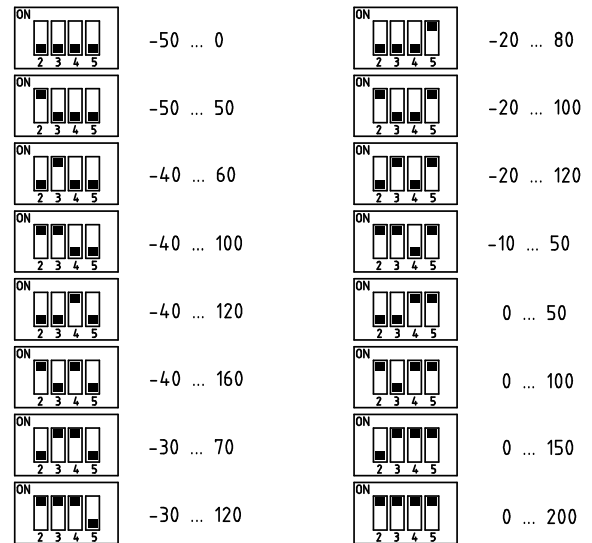 ON
2 3 4 5
-50 ... 0
ON
2 3 4 5
-50 ... 50
ON
2 3 4 5
-40 ... 60
ON
2 3 4 5
-40 ... 100
ON
2 3 4 5
-40 ... 120
ON
2 3 4 5
-40 ... 160
ON
2 3 4 5
-30 ... 70
ON
2 3 4 5
-30 ... 120
ON
2 3 4 5
-20 ... 80
ON
2 3 4 5
-20 ... 100
ON
2 3 4 5
-20 ... 120
ON
2 3 4 5
-10 ... 50
ON
2 3 4 5
0 ... 50
ON
2 3 4 5
0 ... 100
ON
2 3 4 5
0 ... 150
ON
2 3 4 5
0 ... 200